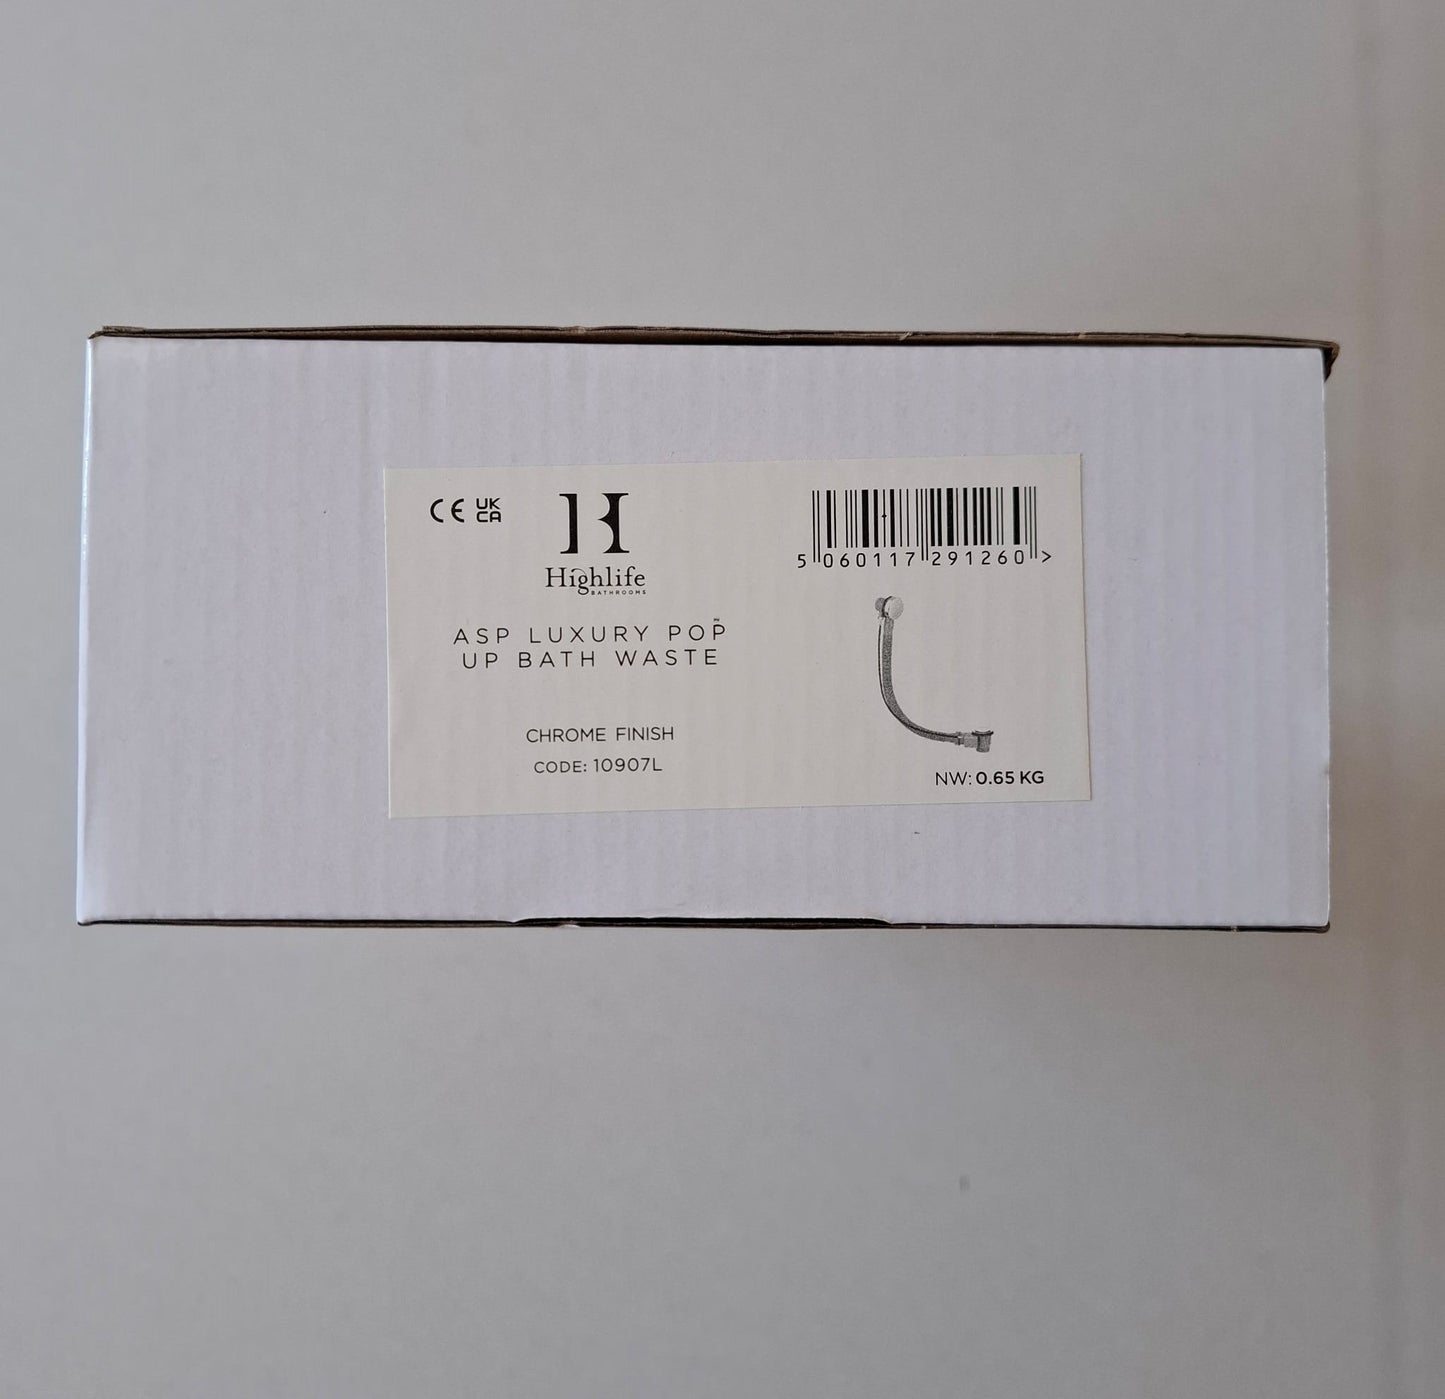 CE UK
CA
Highlife
BATHROOMS
5 060117 291260 >
ASP LUXURY POP
UP BATH WASTE
CHROME FINISH
CODE: 10907L
NW: 0.65 KG